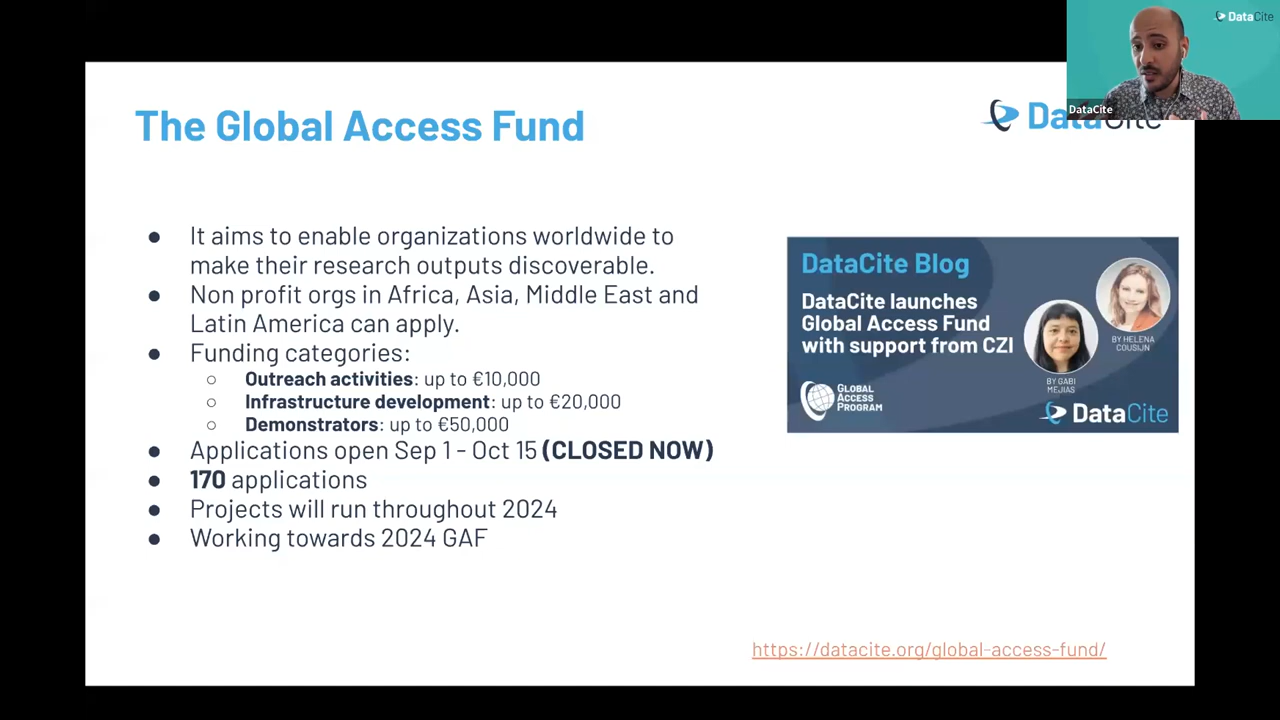 DataCite
DataCite
The Global Access Fund
DataCite
● It aims to enable organizations worldwide to
make their research outputs discoverable.
● Non profit orgs in Africa, Asia, Middle East and
Latin America can apply.
● Funding categories:
○ Outreach activities: up to €10,000
○ Infrastructure development: up to €20,000
○ Demonstrators: up to €50,000
● Applications open Sep 1 - Oct 15 (CLOSED NOW)
● 170 applications
● Projects will run throughout 2024
● Working towards 2024 GAF
DataCite Blog
DataCite launches
Global Access Fund
with support from CZI
BY HELENA
COUSIJN
BY GABI
MEJIAS
GLOBAL
ACCESS
PROGRAM
DataCite
https://datacite.org/global-access-fund/